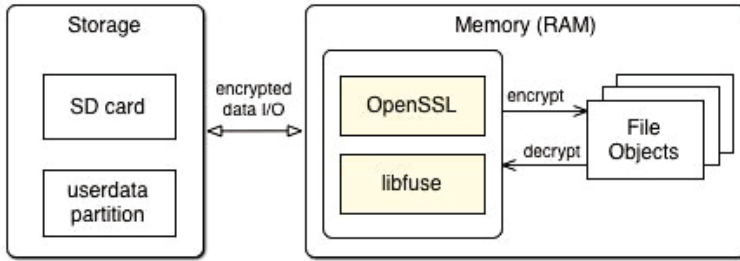 Storage
SD card
userdata
partition
encrypted
data I/O
Memory (RAM)
OpenSSL
libfuse
encrypt
decrypt
File
Objects